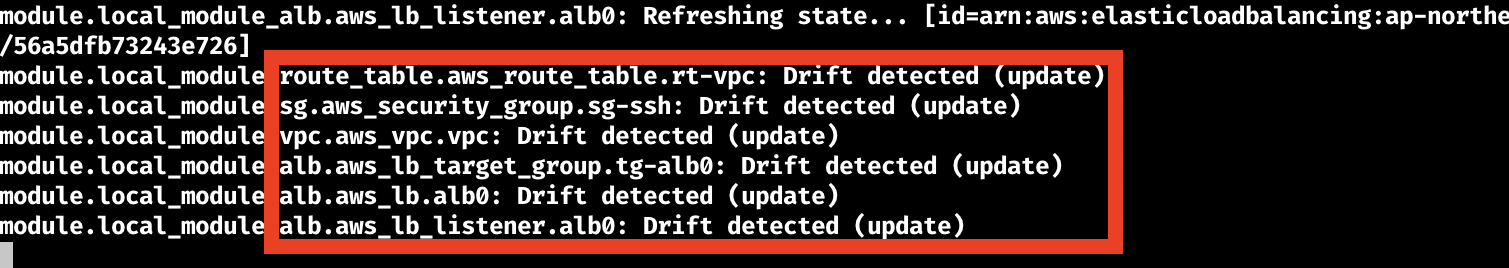 module.local_module_alb.aws_lb_listener.alb0: Refreshing state... [id=arn:aws:elasticloadbalancing:ap-northe
/56a5dfb73243e726]
module.local_module route_table.aws_route_table.rt-vpc: Drift detected (update)
module.local_module sg.aws_security_group.sg-ssh: Drift detected (update)
module.local_module vpc.aws_vpc.vpc: Drift detected (update)
module.local_module alb.aws_lb_target_group.tg-alb0: Drift detected (update)
module.local_module alb.aws_lb.alb0: Drift detected (update)
module.local_module alb.aws_lb_listener.alb0: Drift detected (update)